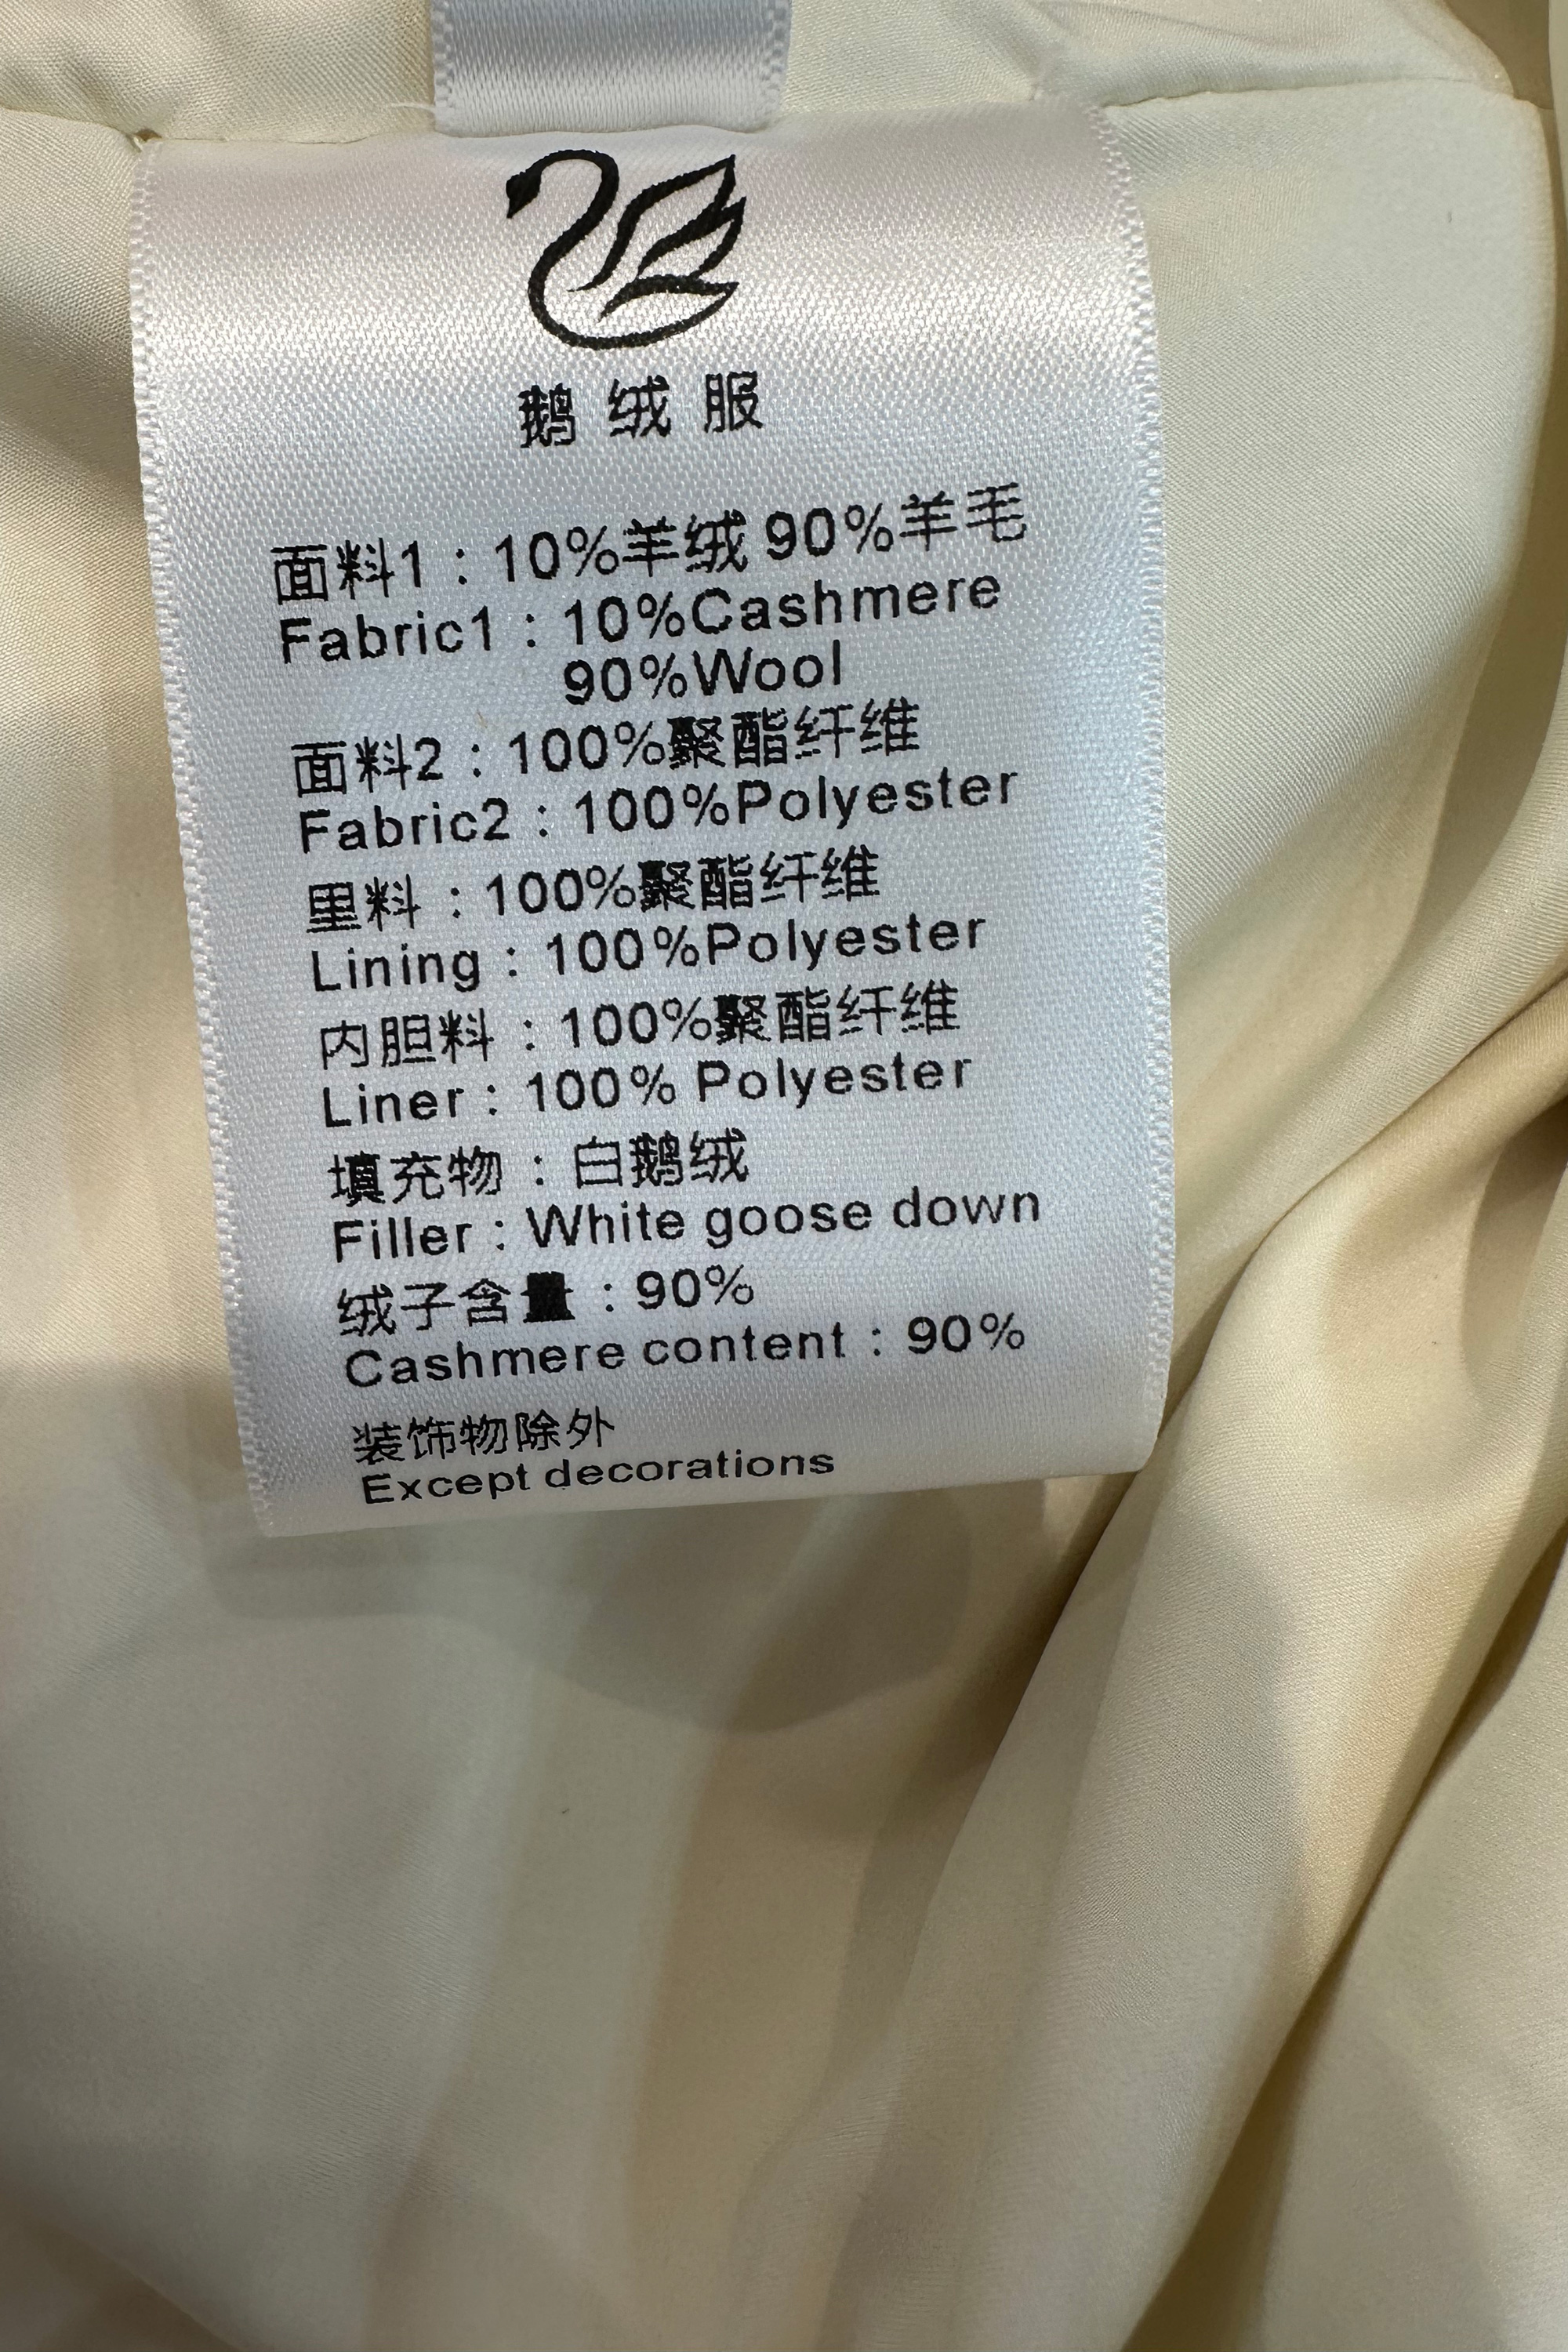 鹅绒服
面料1：10%羊绒 90%羊毛
Fabric1：10%Cashmere
90%Wool
面料2：100%聚酯纤维
Fabric2：100%Polyester
里料：100%聚酯纤维
Lining：100%Polyester
内胆料：100%聚酯纤维
Liner：100% Polyester
填充物：白鹅绒
Filler：White goose down
绒子含量：90%
Cashmere content：90%
装饰物除外
Except decorations